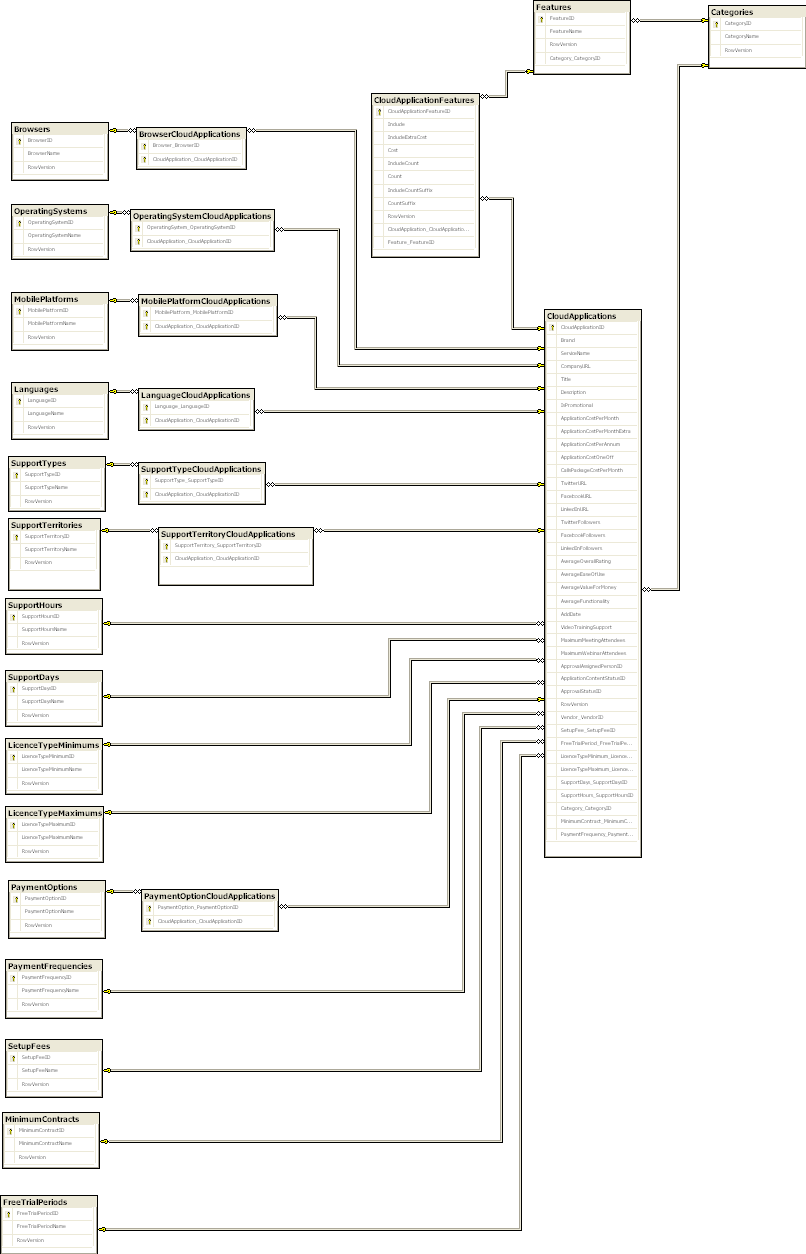 Features
FeatureID
FeatureName
RowVersion
Category_CategoryID
Categories
CategoryID
CategoryName
RowVersion
CloudApplicationFeatures
CloudApplicationFeatureID
Include
IncludeExtraCost
Cost
IncludeCount
Count
IncludeCountSuffix
CountSuffix
RowVersion
CloudApplication_CloudApplicatio...
Feature_FeatureID
Browsers
BrowserID
BrowserName
RowVersion
BrowserCloudApplications
Browser_BrowserID
CloudApplication_CloudApplicationID
OperatingSystems
OperatingSystemID
OperatingSystemName
RowVersion
OperatingSystemCloudApplications
OperatingSystem_OperatingSystemID
CloudApplication_CloudApplicationID
MobilePlatforms
MobilePlatformID
MobilePlatformName
RowVersion
MobilePlatformCloudApplications
MobilePlatform_MobilePlatformID
CloudApplication_CloudApplicationID
Languages
LanguageID
LanguageName
RowVersion
LanguageCloudApplications
Language_LanguageID
CloudApplication_CloudApplicationID
SupportTypes
SupportTypeID
SupportTypeName
RowVersion
SupportTypeCloudApplications
SupportType_SupportTypeID
CloudApplication_CloudApplicationID
SupportTerritories
SupportTerritoryID
SupportTerritoryName
RowVersion
SupportTerritoryCloudApplications
SupportTerritory_SupportTerritoryID
CloudApplication_CloudApplicationID
CloudApplications
CloudApplicationID
Brand
ServiceName
CompanyURL
Title
Description
IsPromotional
ApplicationCostPerMonth
ApplicationCostPerMonthExtra
ApplicationCostPerAnnum
ApplicationCostOneOff
CallsPackageCostPerMonth
TwitterURL
FacebookURL
LinkedInURL
TwitterFollowers
FacebookFollowers
LinkedInFollowers
AverageOverallRating
AverageEaseOfUse
AverageValueForMoney
AverageFunctionality
AddDate
VideoTrainingSupport
MaximumMeetingAttendees
MaximumWebinarAttendees
ApprovalAssignedPersonID
ApplicationContentStatusID
ApprovalStatusID
RowVersion
Vendor_VendorID
SetupFee_SetupFeeID
FreeTrialPeriod_FreeTrialPe...
LicenceTypeMinimum_Licence...
LicenceTypeMaximum_Licence...
SupportDays_SupportDaysID
SupportHours_SupportHoursID
Category_CategoryID
MinimumContract_MinimumC...
PaymentFrequency_Payment...
SupportHours
SupportHoursID
SupportHoursName
RowVersion
SupportDays
SupportDaysID
SupportDaysName
RowVersion
LicenceTypeMinimums
LicenceTypeMinimumID
LicenceTypeMinimumName
RowVersion
LicenceTypeMaximums
LicenceTypeMaximumID
LicenceTypeMaximumName
RowVersion
PaymentOptions
PaymentOptionID
PaymentOptionName
RowVersion
PaymentOptionCloudApplications
PaymentOption_PaymentOptionID
CloudApplication_CloudApplicationID
PaymentFrequencies
PaymentFrequencyID
PaymentFrequencyName
RowVersion
SetupFees
SetupFeeID
SetupFeeName
RowVersion
MinimumContracts
MinimumContractID
MinimumContractName
RowVersion
FreeTrialPeriods
FreeTrialPeriodID
FreeTrialPeriodName
RowVersion